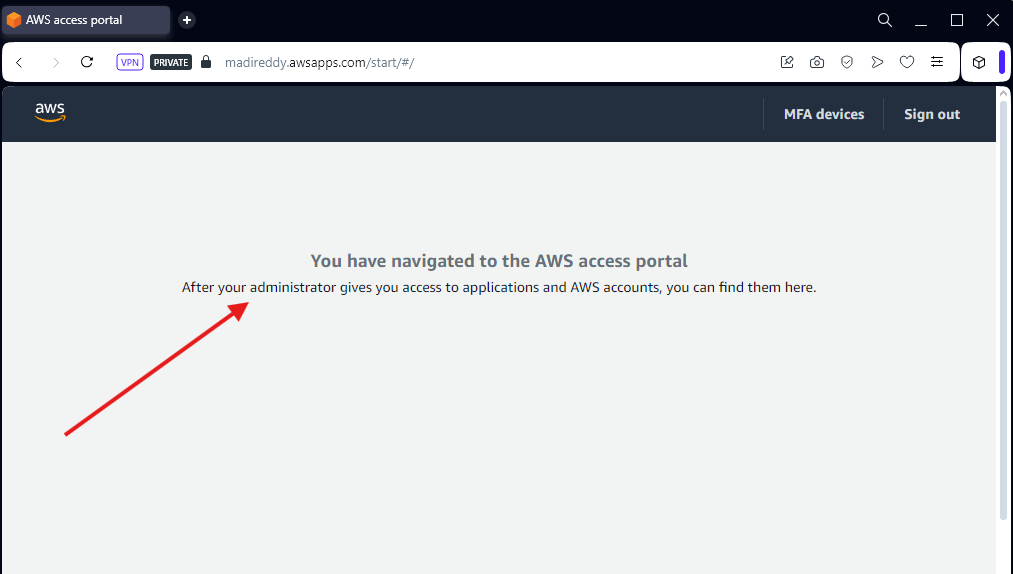 AWS access portal
VPN
PRIVATE
madireddy.awsapps.com/start/#/
aws
MFA devices
Sign out
You have navigated to the AWS access portal
After your administrator gives you access to applications and AWS accounts, you can find them here.